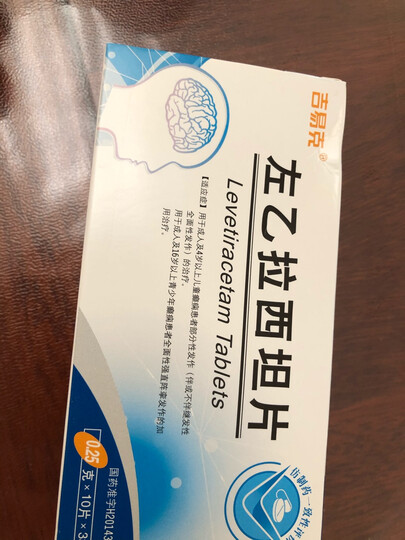 吉易克®
左乙拉西坦片
Levetiracetam Tablets
【适应症】用于成人及4岁以上儿童癫痫患者部分性发作（伴或不伴继发性
全面性发作）的治疗。
用于成人及16岁以上青少年癫痫患者全面性强直阵挛发作的加
用治疗。
0.25克×10片×3
国药准字H20143
仿制药一致性